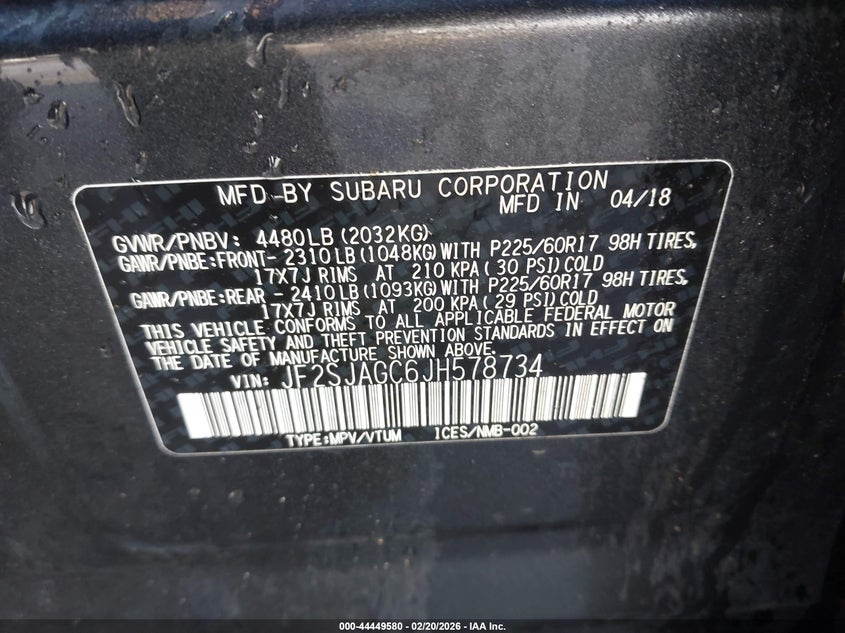 MFD BY SUBARU CORPORATION
MFD IN 04/18
GVWR/PNBV: 4480LB (2032KG)
GAWR/PNBE:FRONT- 2310 LB (1048KG) WITH P225/60R17 98H TIRES,
17X7J RIMS AT 210 KPA ( 30 PSI) COLD
GAWR/PNBE:REAR - 2410 LB (1093KG) WITH P225/60R17 98H TIRES,
17X7J RIMS AT 200 KPA ( 29 PSI) COLD
THIS VEHICLE CONFORMS TO ALL APPLICABLE FEDERAL MOTOR
VEHICLE SAFETY AND THEFT PREVENTION STANDARDS IN EFFECT ON
THE DATE OF MANUFACTURE SHOWN ABOVE.
VIN: JF2SJAGC6JH578734
TYPE:MPV/VTUM ICES/NMB-002
000-44449580 - 02/20/2026 - IAA Inc.